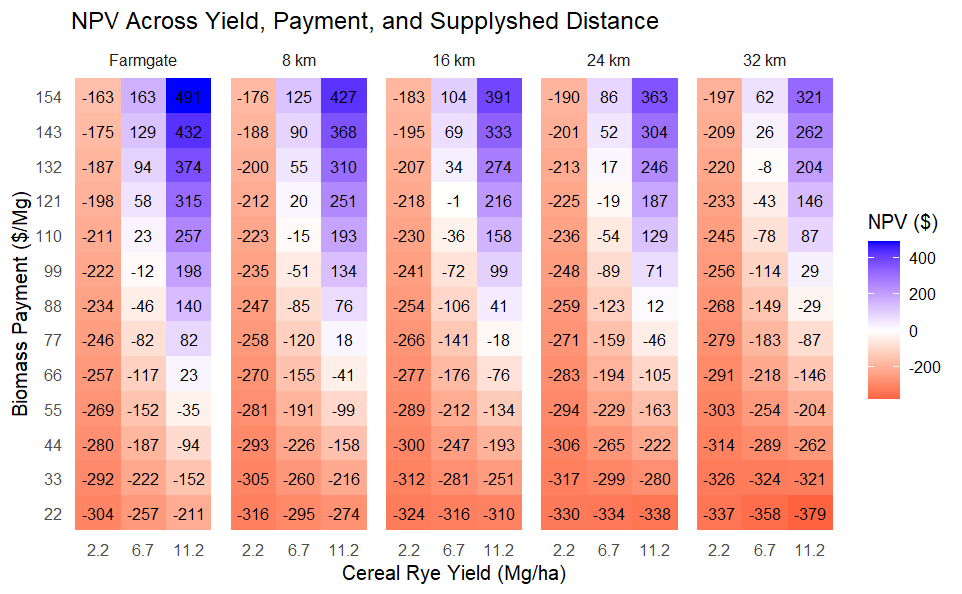 NPV Across Yield, Payment, and Supplyshed Distance
Farmgate 8 km 16 km 24 km 32 km
154 -163 163 491 -176 125 427 -183 104 391 -190 86 363 -197 62 321
143 -175 129 432 -188 90 368 -195 69 333 -201 52 304 -209 26 262
132 -187 94 374 -200 55 310 -207 34 274 -213 17 246 -220 -8 204
121 -198 58 315 -212 20 251 -218 -1 216 -225 -19 187 -233 -43 146
110 -211 23 257 -223 -15 193 -230 -36 158 -236 -54 129 -245 -78 87
99 -222 -12 198 -235 -51 134 -241 -72 99 -248 -89 71 -256 -114 29
88 -234 -46 140 -247 -85 76 -254 -106 41 -259 -123 12 -268 -149 -29
77 -246 -82 82 -258 -120 18 -266 -141 -18 -271 -159 -46 -279 -183 -87
66 -257 -117 23 -270 -155 -41 -277 -176 -76 -283 -194 -105 -291 -218 -146
55 -269 -152 -35 -281 -191 -99 -289 -212 -134 -294 -229 -163 -303 -254 -204
44 -280 -187 -94 -293 -226 -158 -300 -247 -193 -306 -265 -222 -314 -289 -262
33 -292 -222 -152 -305 -260 -216 -312 -281 -251 -317 -299 -280 -326 -324 -321
22 -304 -257 -211 -316 -295 -274 -324 -316 -310 -330 -334 -338 -337 -358 -379
2.2 6.7 11.2 2.2 6.7 11.2 2.2 6.7 11.2 2.2 6.7 11.2 2.2 6.7 11.2
Cereal Rye Yield (Mg/ha)
Biomass Payment ($/Mg)
NPV ($)
400
200
0
-200